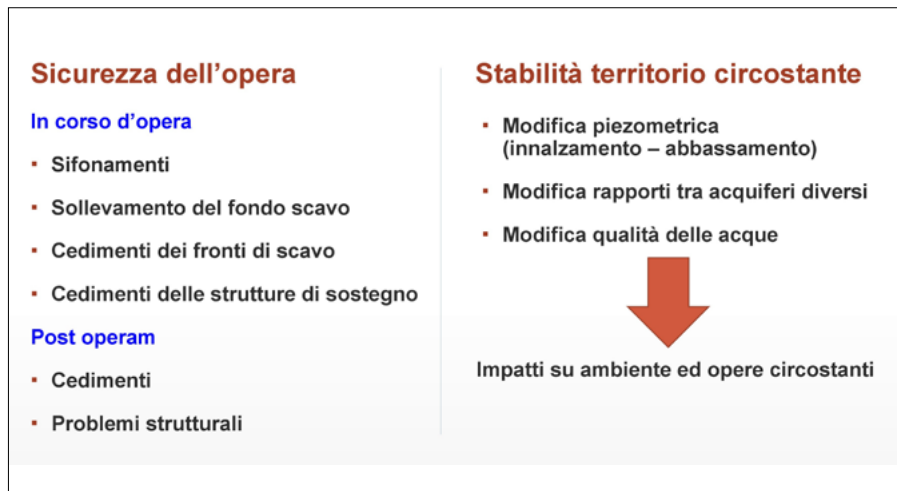 Sicurezza dell'opera
In corso d'opera
▪ Sifonamenti
▪ Sollevamento del fondo scavo
▪ Cedimenti dei fronti di scavo
▪ Cedimenti delle strutture di sostegno
Post operam
▪ Cedimenti
▪ Problemi strutturali
Stabilità territorio circostante
▪ Modifica piezometrica
(innalzamento – abbassamento)
▪ Modifica rapporti tra acquiferi diversi
▪ Modifica qualità delle acque
Impatti su ambiente ed opere circostanti